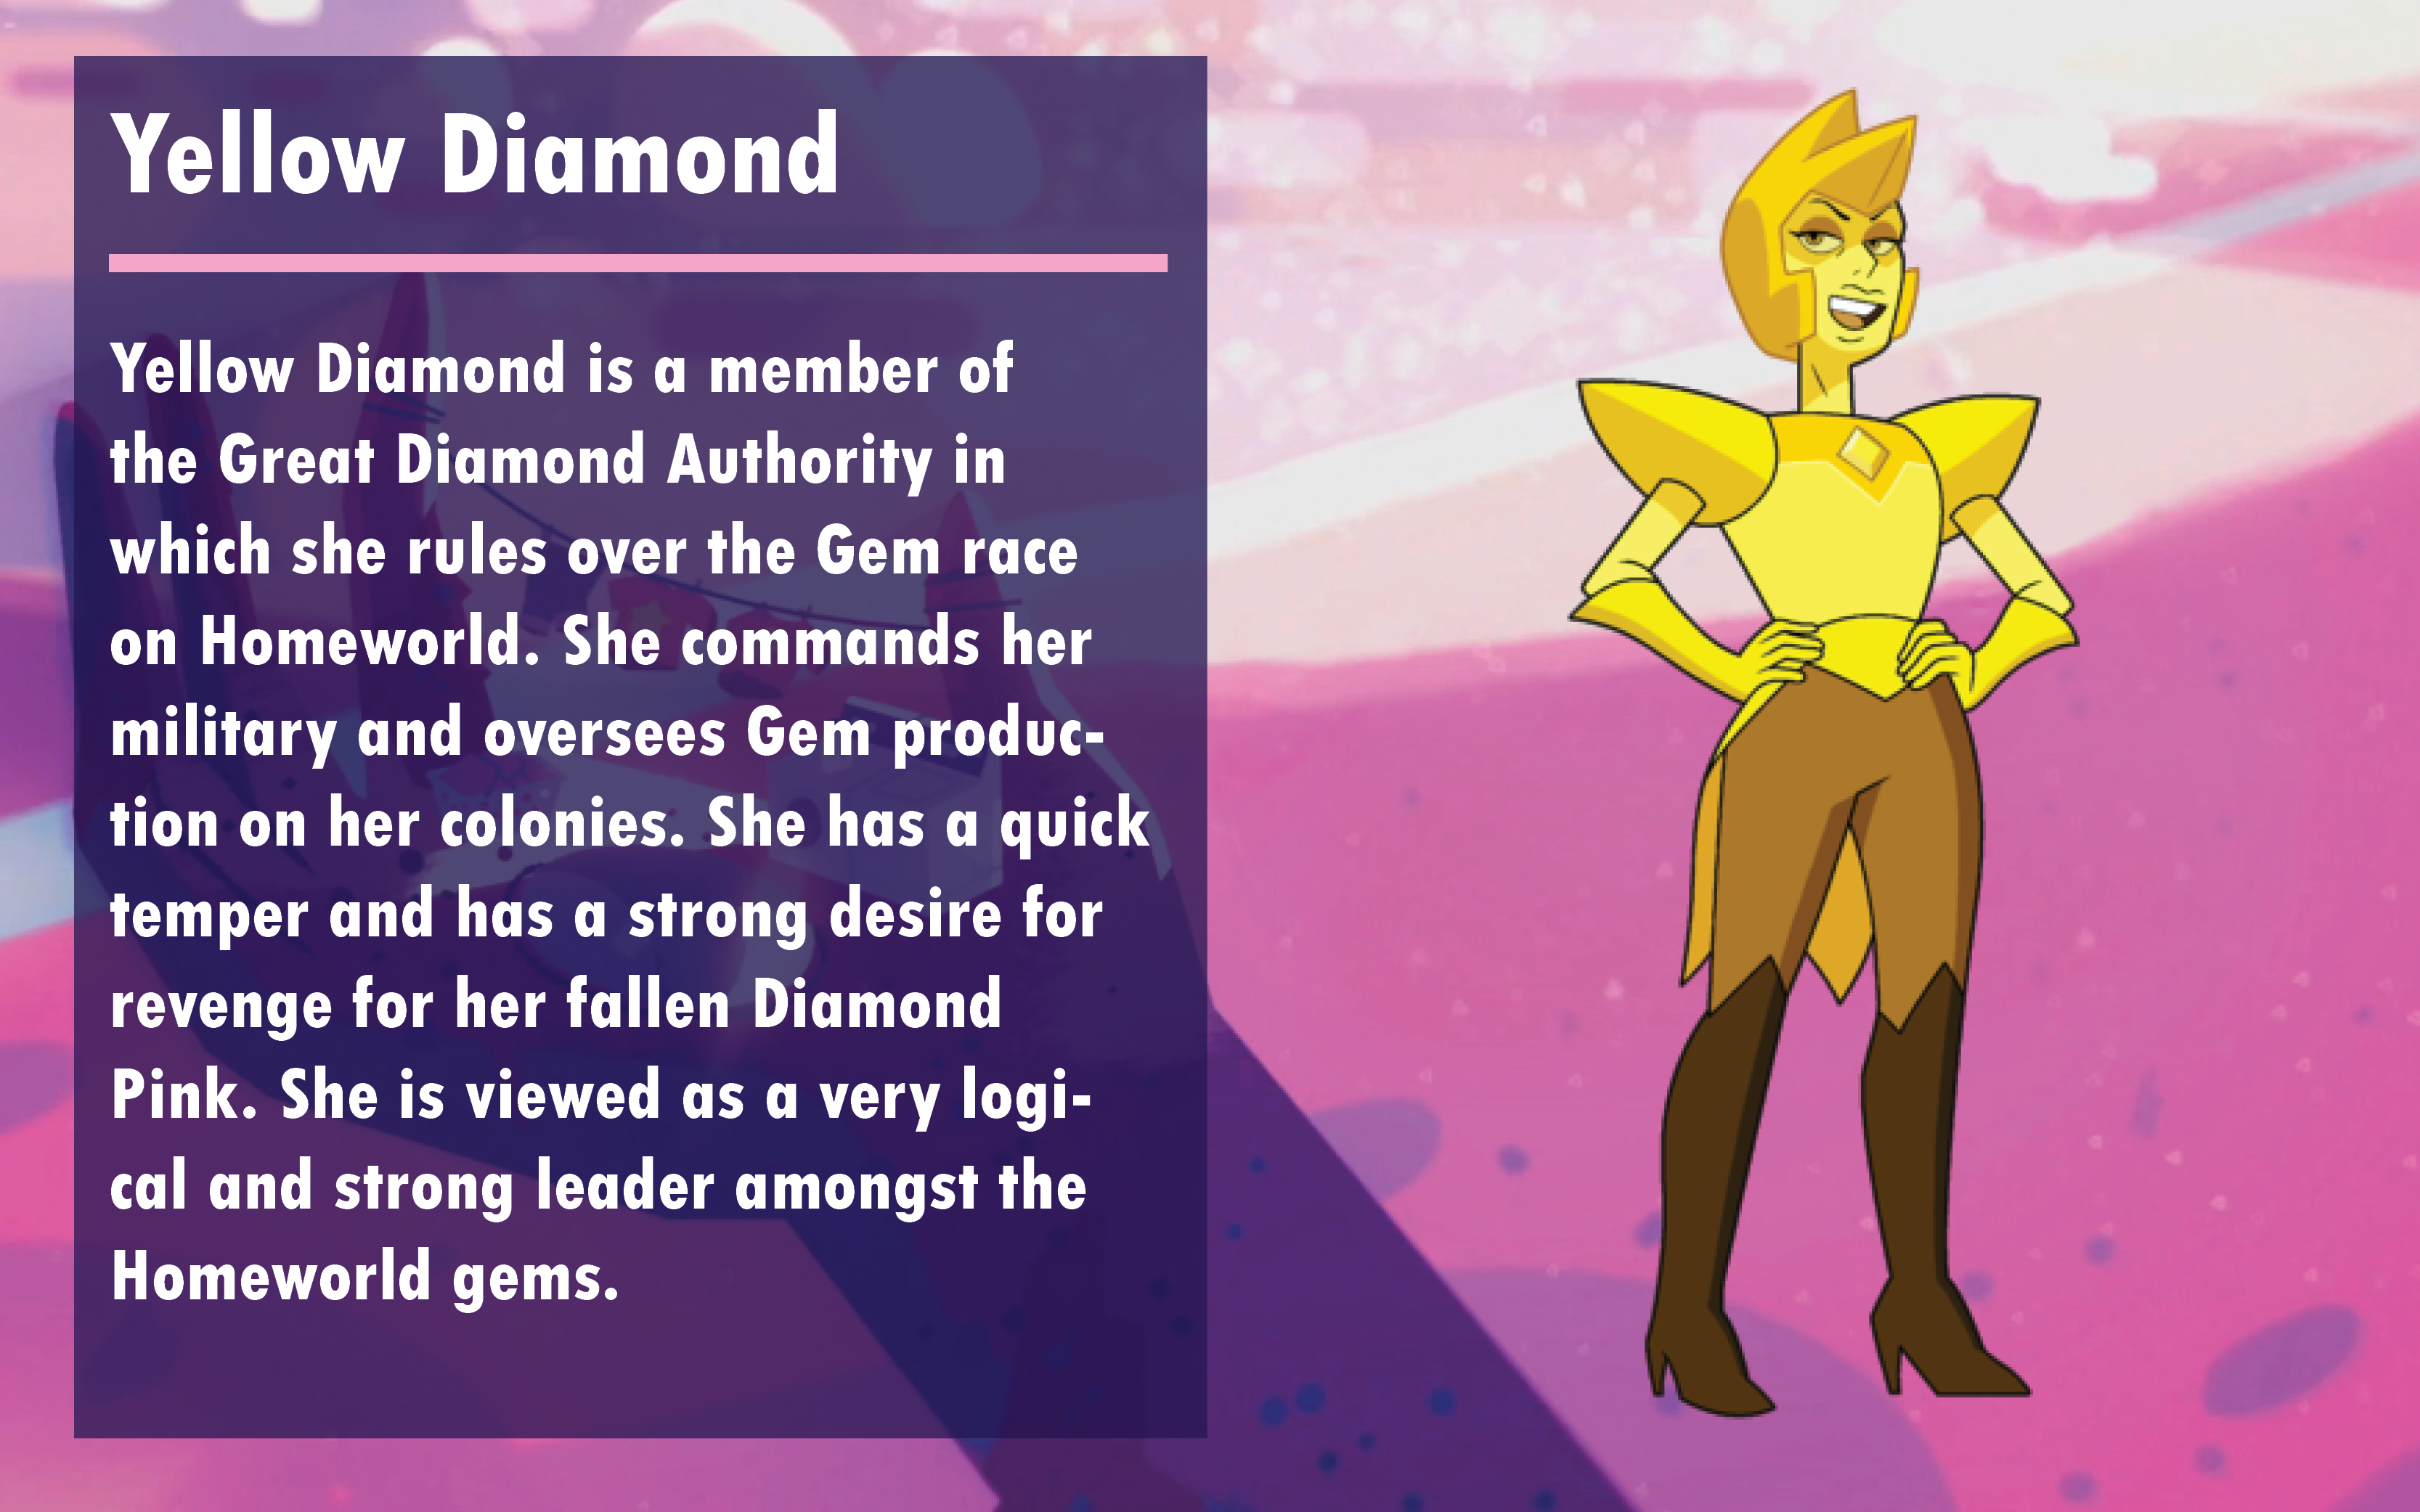 Yellow Diamond
Yellow Diamond is a member of
the Great Diamond Authority in
which she rules over the Gem race
on Homeworld. She commands her
military and oversees Gem produc-
tion on her colonies. She has a quick
temper and has a strong desire for
revenge for her fallen Diamond
Pink. She is viewed as a very logi-
cal and strong leader amongst the
Homeworld gems.